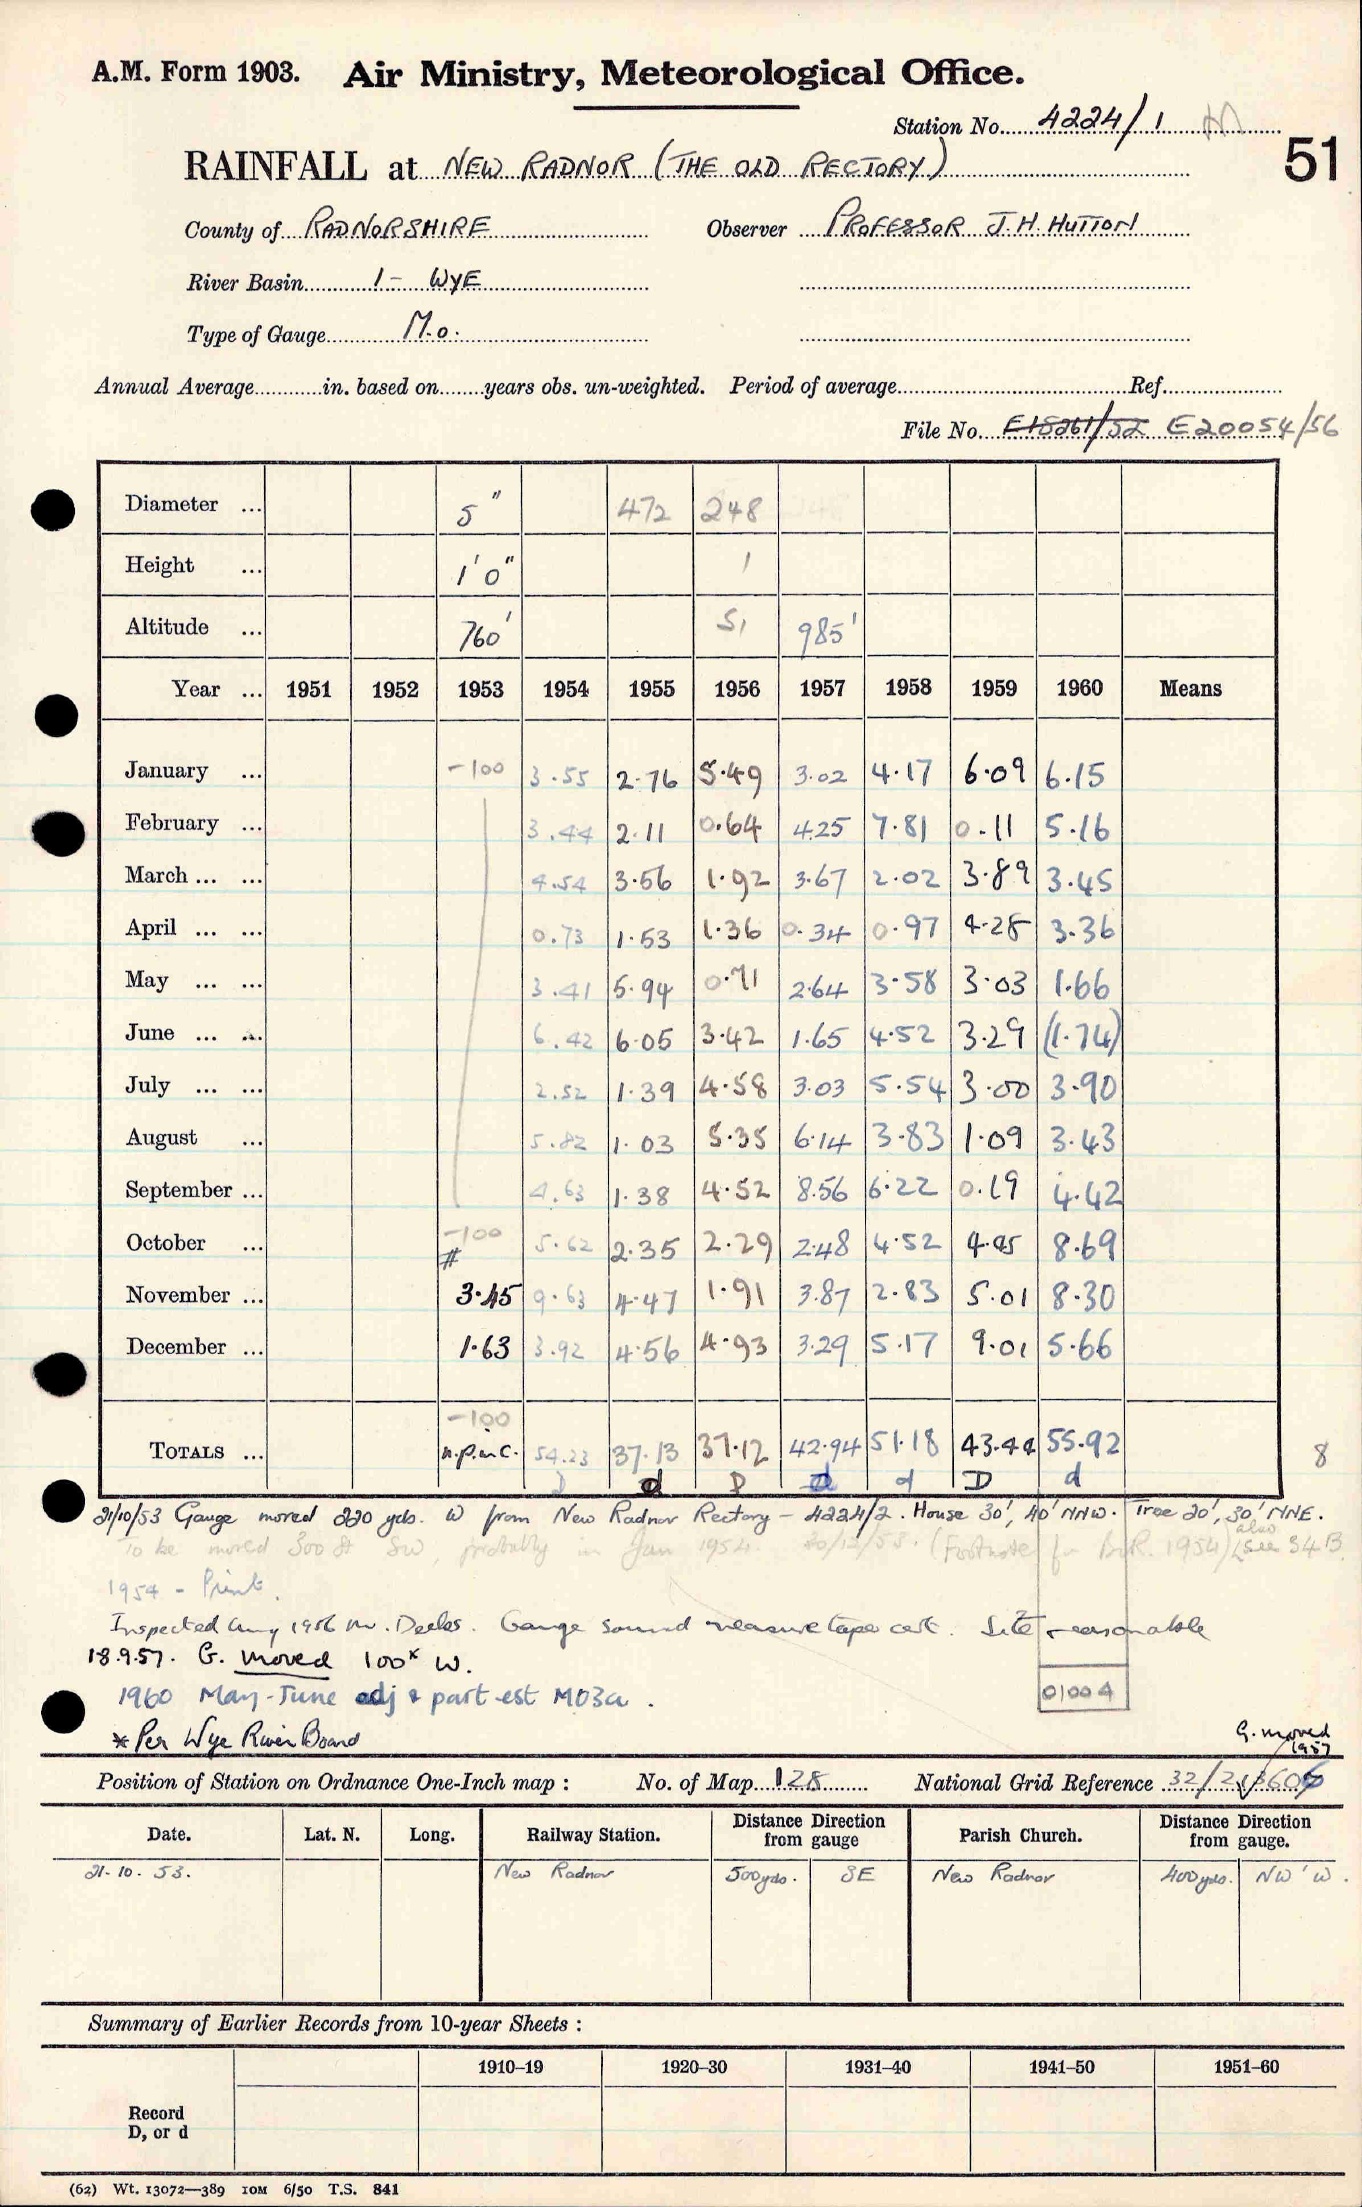 A.M. Form 1903. Air Ministry, Meteorological Office.
Station No. 4224/1 M
51
RAINFALL at NEW RADNOR (THE OLD RECTORY)
County of RADNORSHIRE Observer PROFESSOR J.H. HUTTON
River Basin 1- WYE
Type of Gauge M.O.
Annual Average in. based on years obs. un-weighted. Period of average Ref.
File No. E18261/52 E20054/56
Diameter ... 5" 472 248
Height ... 1'0" 1
Altitude ... 760' 51 985'
Year ... 1951 1952 1953 1954 1955 1956 1957 1958 1959 1960 Means
January ... -100 3.55 2.76 5.49 3.02 4.17 6.09 6.15
February ... 3.44 2.11 0.64 4.25 7.81 0.11 5.16
March ... ... 4.54 3.56 1.92 3.67 2.02 3.89 3.45
April ... ... 0.73 1.53 1.36 0.34 0.97 4.28 3.36
May ... ... 3.41 5.94 0.71 2.64 3.58 3.03 1.66
June ... ... 6.42 6.05 3.42 1.65 4.52 3.29 (1.74)
July ... ... 2.52 1.39 4.58 3.03 5.54 3.00 3.90
August ... 5.82 1.03 5.35 6.14 3.83 1.09 3.43
September ... 4.63 1.38 4.52 8.56 6.22 0.19 4.42
October ... -100 # 5.62 2.35 2.29 2.48 4.52 4.45 8.69
November ... 3.45 9.63 4.47 1.91 3.87 2.83 5.01 8.30
December ... 1.63 3.92 4.56 4.93 3.29 5.17 9.01 5.66
-100
TOTALS ... n.p.u.c. 54.23 37.13 37.12 42.94 51.18 43.44 55.92 8
D d D d d D d
21/10/53 Gauge moved 220 yds. W from New Radnor Rectory - 4224/2. House 30', 40' NNW. Tree 20', 30' NNE.
To be moved 300 ft SW, probably in Jan 1954. 30/12/53. (Footnote for B.R. 1954) also see 34B
1954 - Print.
Inspected Aug 1956 Mr. Deeks. Gauge sound measure tape cert. Site reasonable
18.9.57. G. moved 100x W.
1960 May-June adj & part est MO3a.
0100 4
* Per Wye River Board
G. moved 1957
Position of Station on Ordnance One-Inch map : No. of Map 128 National Grid Reference 32/213606
Date. Lat. N. Long. Railway Station. Distance from Direction gauge Parish Church. Distance from Direction gauge.
21.10.53. New Radnor 500yds. SE New Radnor 400yds. NW'W.
Summary of Earlier Records from 10-year Sheets :
1910–19 1920–30 1931–40 1941–50 1951–60
Record
D, or d
(62) Wt. 13072—389 10M 6/50 T.S. 841